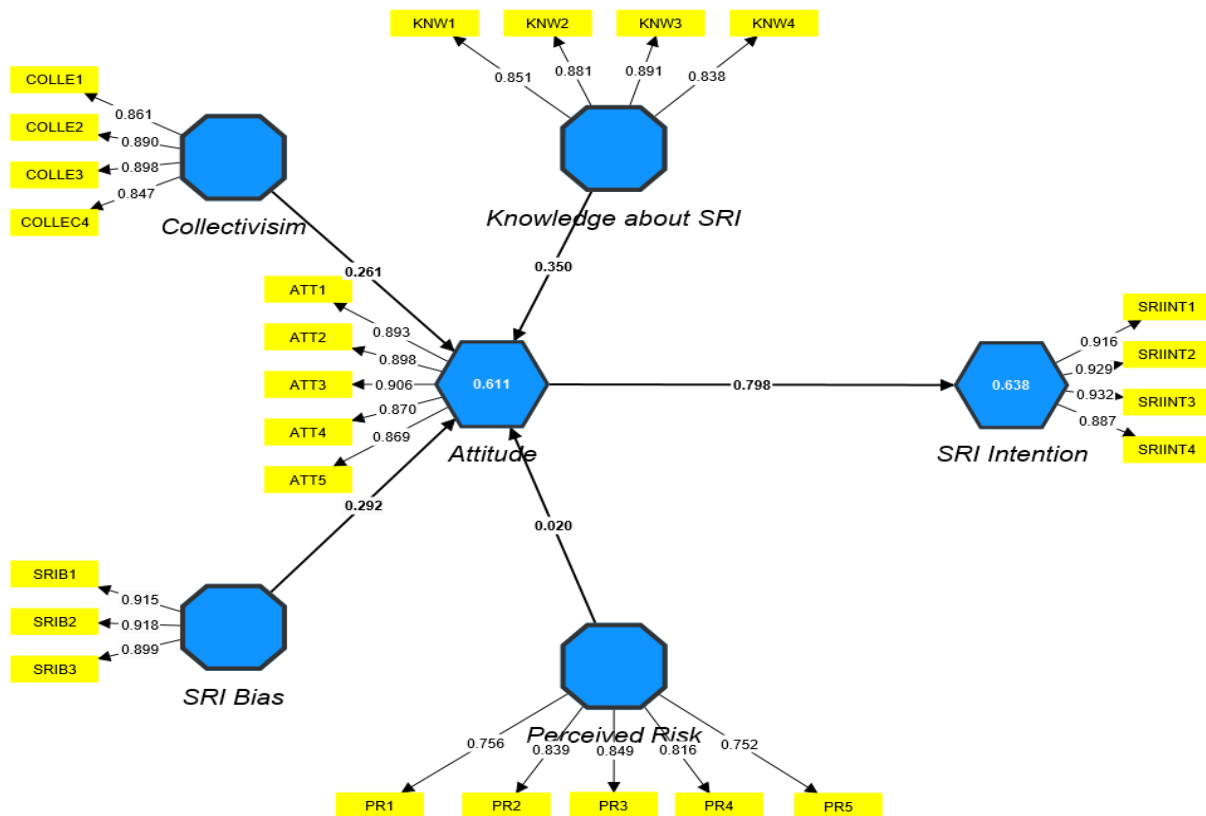 KNW1
KNW2
KNW3
KNW4
0.851
0.881
0.891
0.838
COLLE1
COLLE2
COLLE3
COLLEC4
0.861
0.890
0.898
0.847
Collectivisim
Knowledge about SRI
0.261
0.350
ATT1
ATT2
ATT3
ATT4
ATT5
0.893
0.898
0.906
0.870
0.869
0.611
Attitude
0.798
0.638
SRI Intention
SRIINT1
SRIINT2
SRIINT3
SRIINT4
0.916
0.929
0.932
0.887
0.292
0.020
SRIB1
SRIB2
SRIB3
0.915
0.918
0.899
SRI Bias
Perceived Risk
0.756
0.839
0.849
0.816
0.752
PR1
PR2
PR3
PR4
PR5